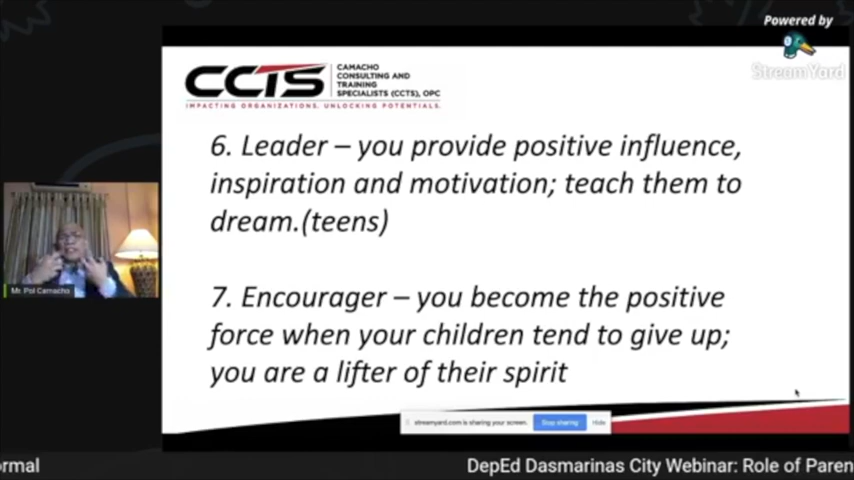 Powered by
StreamYard
CCTS
CAMACHO
CONSULTING AND
TRAINING
SPECIALISTS (CCTS), OPC
IMPACTING ORGANIZATIONS. UNLOCKING POTENTIALS.
6. Leader – you provide positive influence,
inspiration and motivation; teach them to
dream.(teens)
7. Encourager – you become the positive
force when your children tend to give up;
you are a lifter of their spirit
Mr. Pol Camacho
streamyard.com is sharing your screen. Stop sharing Hide
ormal DepEd Dasmarinas City Webinar: Role of Paren